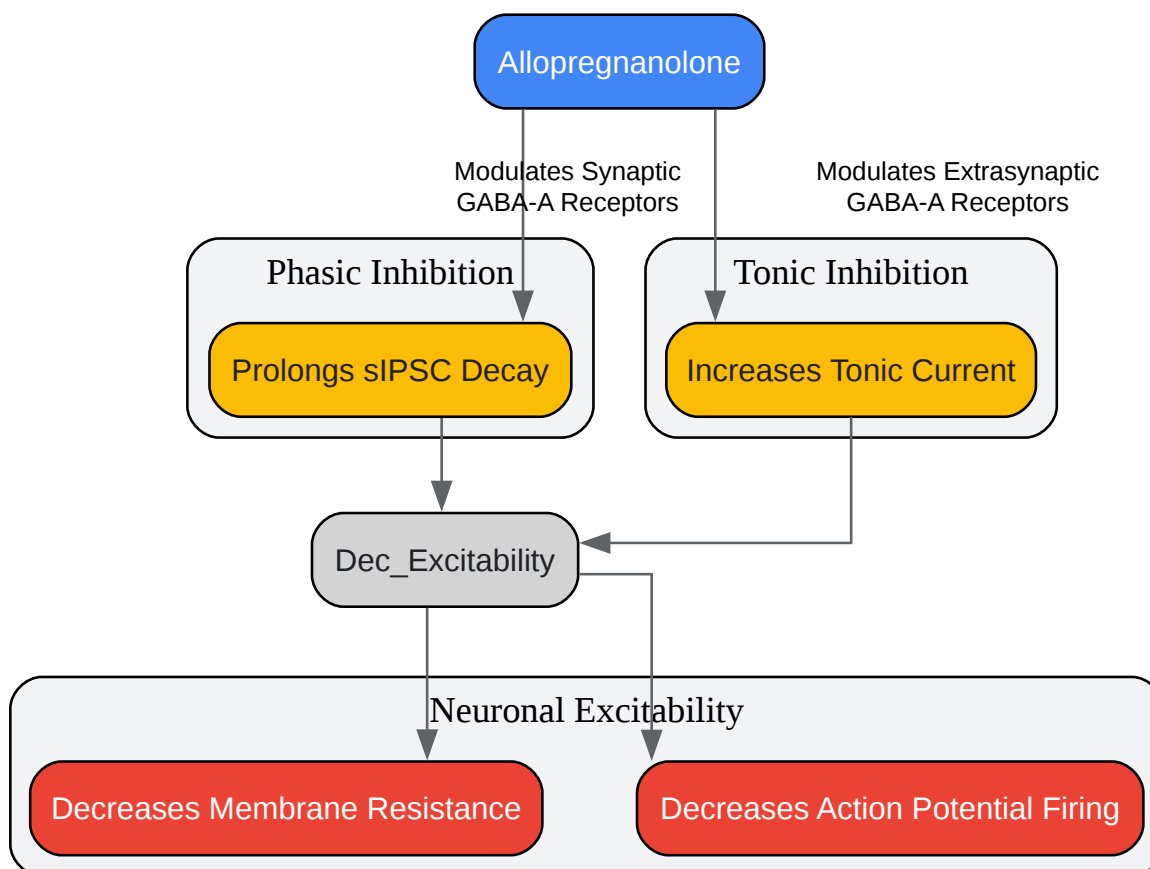 Allopregnanolone
Modulates Synaptic
GABA-A Receptors
Modulates Extrasynaptic
GABA-A Receptors
Phasic Inhibition
Tonic Inhibition
Prolongs sIPSC Decay
Increases Tonic Current
Dec_Excitability
Neuronal Excitability
Decreases Membrane Resistance
Decreases Action Potential Firing